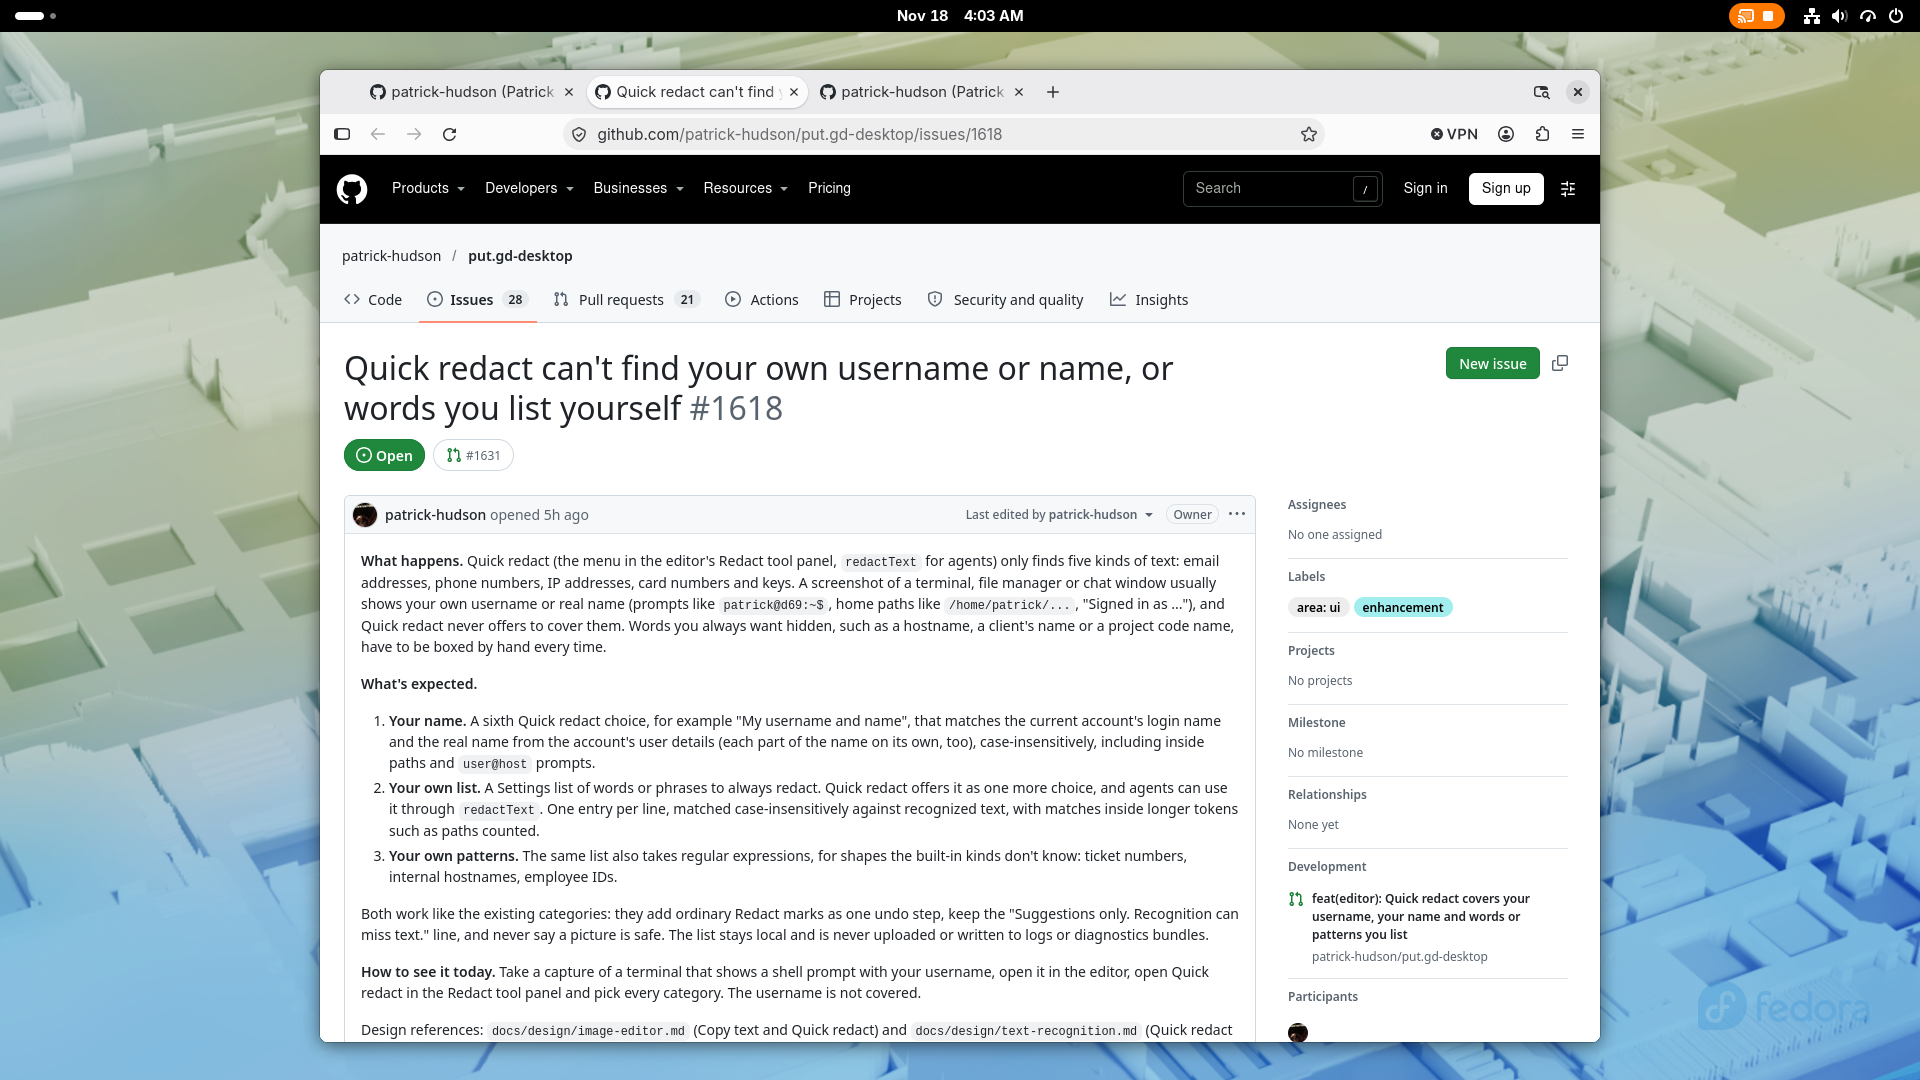 Nov 18 4:03 AM
patrick-hudson (Patrick
Quick redact can't find
patrick-hudson (Patrick
github.com/patrick-hudson/put.gd-desktop/issues/1618
VPN
Products
Developers
Businesses
Resources
Pricing
Search
/
Sign in
Sign up
patrick-hudson / put.gd-desktop
Code
Issues 28
Pull requests 21
Actions
Projects
Security and quality
Insights
Quick redact can't find your own username or name, or
words you list yourself #1618
New issue
Open
#1631
patrick-hudson opened 5h ago
Last edited by patrick-hudson
Owner
What happens. Quick redact (the menu in the editor's Redact tool panel, redactText for agents) only finds five kinds of text: email
addresses, phone numbers, IP addresses, card numbers and keys. A screenshot of a terminal, file manager or chat window usually
shows your own username or real name (prompts like patrick@d69:~$, home paths like /home/patrick/..., "Signed in as ..."), and
Quick redact never offers to cover them. Words you always want hidden, such as a hostname, a client's name or a project code name,
have to be boxed by hand every time.
What's expected.
1. Your name. A sixth Quick redact choice, for example "My username and name", that matches the current account's login name
and the real name from the account's user details (each part of the name on its own, too), case-insensitively, including inside
paths and user@host prompts.
2. Your own list. A Settings list of words or phrases to always redact. Quick redact offers it as one more choice, and agents can use
it through redactText. One entry per line, matched case-insensitively against recognized text, with matches inside longer tokens
such as paths counted.
3. Your own patterns. The same list also takes regular expressions, for shapes the built-in kinds don't know: ticket numbers,
internal hostnames, employee IDs.
Both work like the existing categories: they add ordinary Redact marks as one undo step, keep the "Suggestions only. Recognition can
miss text." line, and never say a picture is safe. The list stays local and is never uploaded or written to logs or diagnostics bundles.
How to see it today. Take a capture of a terminal that shows a shell prompt with your username, open it in the editor, open Quick
redact in the Redact tool panel and pick every category. The username is not covered.
Design references: docs/design/image-editor.md (Copy text and Quick redact) and docs/design/text-recognition.md (Quick redact
Assignees
No one assigned
Labels
area: ui
enhancement
Projects
No projects
Milestone
No milestone
Relationships
None yet
Development
feat(editor): Quick redact covers your
username, your name and words or
patterns you list
patrick-hudson/put.gd-desktop
Participants
fedora